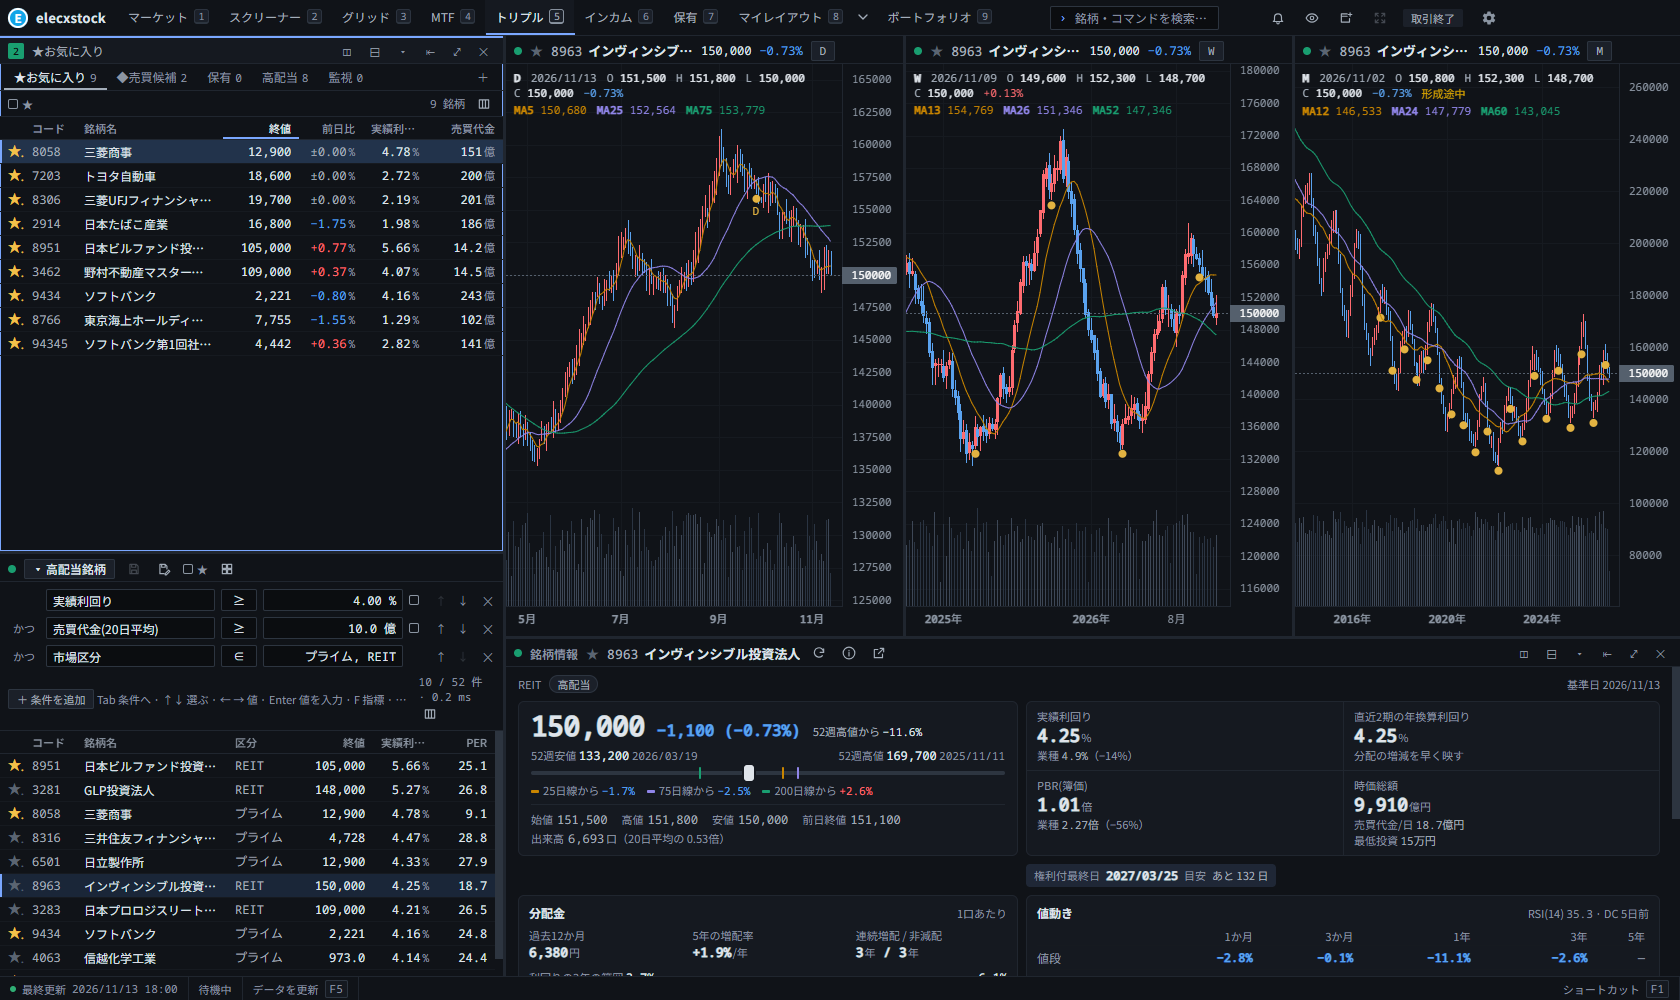 elecxstock マーケット 1 スクリーナー 2 グリッド 3 MTF 4 トリプル 5 インカム 6 保有 7 マイレイアウト 8 ポートフォリオ 9 › 銘柄・コマンドを検索… 取引終了
2 ★お気に入り
★お気に入り 9 ◆売買候補 2 保有 0 高配当 8 監視 0 +
★ 9 銘柄
コード 銘柄名 終値 前日比 実績利… 売買代金
8058 三菱商事 12,900 ±0.00% 4.78% 151億
7203 トヨタ自動車 18,600 ±0.00% 2.72% 200億
8306 三菱UFJフィナンシャ… 19,700 ±0.00% 2.19% 201億
2914 日本たばこ産業 16,800 −1.75% 1.98% 186億
8951 日本ビルファンド投… 105,000 +0.77% 5.66% 14.2億
3462 野村不動産マスター… 109,000 +0.37% 4.07% 14.5億
9434 ソフトバンク 2,221 −0.80% 4.16% 243億
8766 東京海上ホールディ… 7,755 −1.55% 1.29% 102億
94345 ソフトバンク第1回社… 4,442 +0.36% 2.82% 141億
高配当銘柄 ★
実績利回り ≥ 4.00 % ↑ ↓ ×
かつ 売買代金(20日平均) ≥ 10.0 億 ↑ ↓ ×
かつ 市場区分 ∈ プライム, REIT ↑ ↓ ×
+ 条件を追加 Tab 条件へ · ↑↓ 選ぶ · ←→ 値 · Enter 値を入力 · F 指標 · … 10 / 52 件 · 0.2 ms
コード 銘柄名 区分 終値 実績利… PER
8951 日本ビルファンド投資… REIT 105,000 5.66% 25.1
3281 GLP投資法人 REIT 148,000 5.27% 26.8
8058 三菱商事 プライム 12,900 4.78% 9.1
8316 三井住友フィナンシャ… プライム 4,728 4.47% 28.8
6501 日立製作所 プライム 12,900 4.33% 27.9
8963 インヴィンシブル投資… REIT 150,000 4.25% 18.7
3283 日本プロロジスリート… REIT 109,000 4.21% 26.5
9434 ソフトバンク プライム 2,221 4.16% 24.8
4063 信越化学工業 プライム 973.0 4.14% 24.4
★ 8963 インヴィンシブ… 150,000 −0.73% D
D 2026/11/13 O 151,500 H 151,800 L 150,000
C 150,000 −0.73%
MA5 150,680 MA25 152,564 MA75 153,779
165000
162500
160000
157500
155000
152500
150000
147500
145000
142500
140000
137500
135000
132500
130000
127500
125000
D
5月 7月 9月 11月
★ 8963 インヴィンシ… 150,000 −0.73% W
W 2026/11/09 O 149,600 H 152,300 L 148,700
C 150,000 +0.13%
MA13 154,769 MA26 151,346 MA52 147,346
180000
176000
172000
168000
164000
160000
156000
152000
150000
148000
144000
140000
136000
132000
128000
124000
120000
116000
2025年 2026年 8月
★ 8963 インヴィンシ… 150,000 −0.73% M
M 2026/11/02 O 150,800 H 152,300 L 148,700
C 150,000 −0.73% 形成途中
MA12 146,533 MA24 147,779 MA60 143,045
260000
240000
220000
200000
180000
160000
150000
140000
120000
100000
80000
2016年 2020年 2024年
銘柄情報 ★ 8963 インヴィンシブル投資法人
REIT 高配当 基準日 2026/11/13
150,000 −1,100 (−0.73%) 52週高値から −11.6%
52週安値 133,200 2026/03/19 52週高値 169,700 2025/11/11
25日線から −1.7% 75日線から −2.5% 200日線から +2.6%
始値 151,500 高値 151,800 安値 150,000 前日終値 151,100
出来高 6,693口（20日平均の 0.53倍）
実績利回り
4.25%
業種 4.9%（−14%）
直近2期の年換算利回り
4.25%
分配の増減を早く映す
PBR(簿価)
1.01倍
業種 2.27倍（−56%）
時価総額
9,910億円
売買代金/日 18.7億円
最低投資 15万円
権利付最終日 2027/03/25 目安 あと 132 日
分配金 1口あたり
過去12か月 5年の増配率 連続増配 / 非減配
6,380円 +1.9%/年 3年 / 3年
値動き RSI(14) 35.3 · DC 5日前
1か月 3か月 1年 3年 5年
値段 −2.8% −0.1% −11.1% −2.6% —
最終更新 2026/11/13 18:00 待機中 データを更新 F5 ショートカット F1